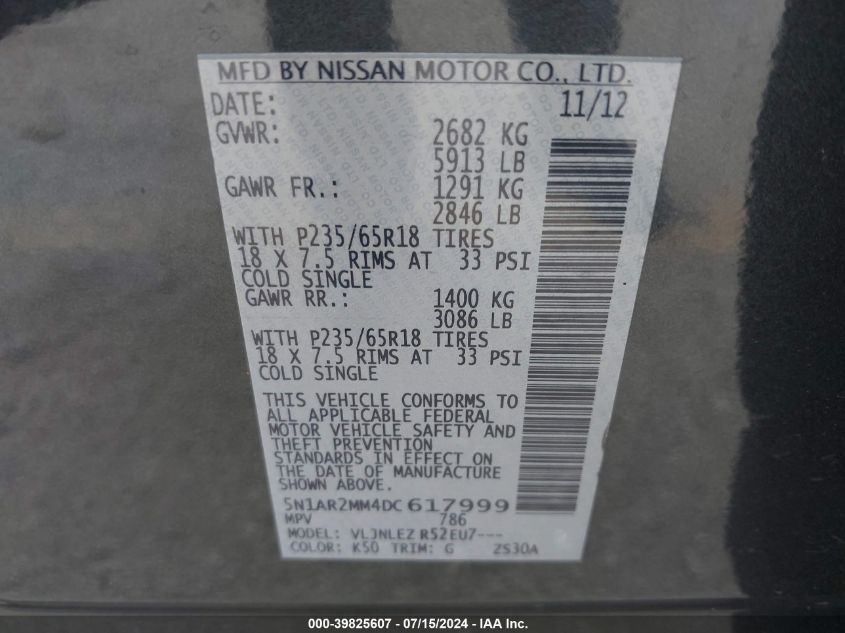 MFD BY NISSAN MOTOR CO., LTD.
DATE: 11/12
GVWR: 2682 KG
5913 LB
GAWR FR.: 1291 KG
2846 LB
WITH P235/65R18 TIRES
18 X 7.5 RIMS AT 33 PSI
COLD SINGLE
GAWR RR.: 1400 KG
3086 LB
WITH P235/65R18 TIRES
18 X 7.5 RIMS AT 33 PSI
COLD SINGLE
THIS VEHICLE CONFORMS TO
ALL APPLICABLE FEDERAL
MOTOR VEHICLE SAFETY AND
THEFT PREVENTION
STANDARDS IN EFFECT ON
THE DATE OF MANUFACTURE
SHOWN ABOVE.
5N1AR2MM4DC617999
MPV 786
MODEL: VLJNLEZ R52EU7---
COLOR: K50 TRIM: G ZS30A
000-39825607 - 07/15/2024 - IAA Inc.